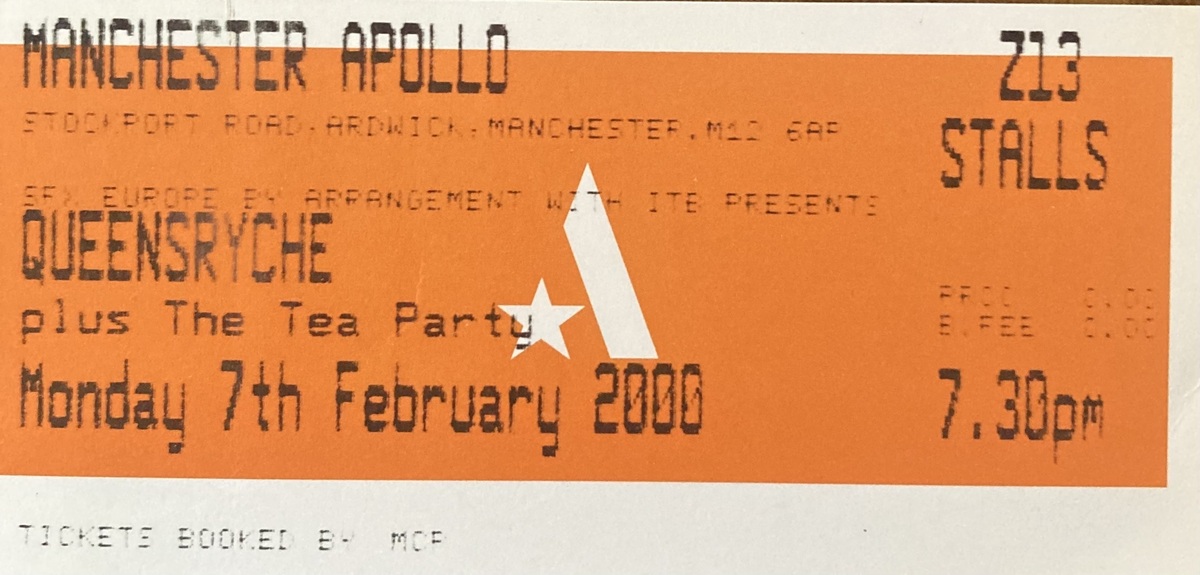 MANCHESTER APOLLO
Z13
STOCKPORT ROAD,ARDWICK,MANCHESTER.M12 6AP
STALLS
SFX EUROPE BY ARRANGEMENT WITH ITB PRESENTS
QUEENSRYCHE
plus The Tea Party
PROC 0.00
B.FEE 0.00
Monday 7th February 2000
7.30pm
TICKETS BOOKED BY MCP